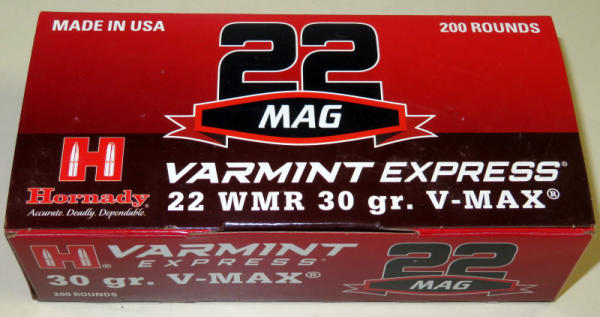 MADE IN USA
22
200 ROUNDS
MAG
H
Hornady
Accurate. Deadly. Dependable.
VARMINT EXPRESS®
22 WMR 30 gr. V-MAX®
H®
VARMINT
EXPRESS®
30 gr. V-MAX®
200 ROUNDS
22
MAG